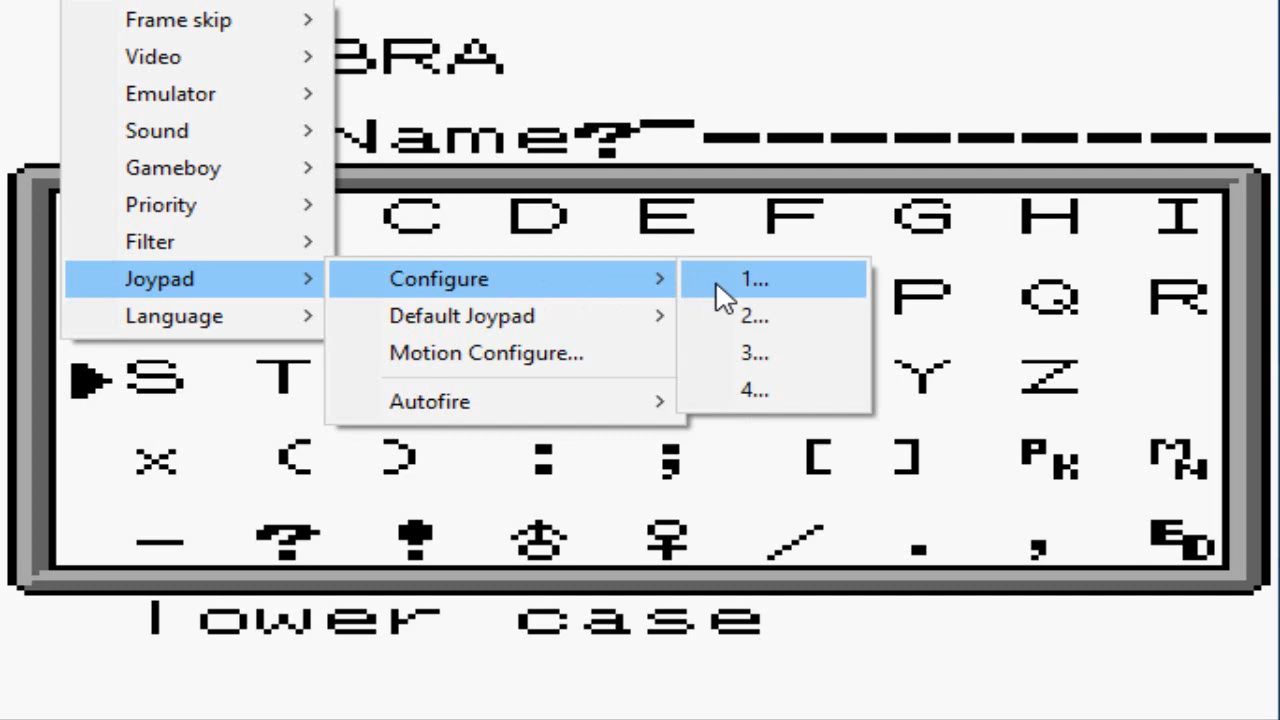 Frame skip
BRA
Video
Emulator
Name?
Sound
Gameboy
Priority
C D E F G H I
Filter
Joypad
Configure
1...
P Q R
Language
Default Joypad
2...
Motion Configure...
3...
S T Y Z
4...
Autofire
× ( ) : ; [ ] PK MN
- ? ! ♂ ♀ / . , ED
lower case